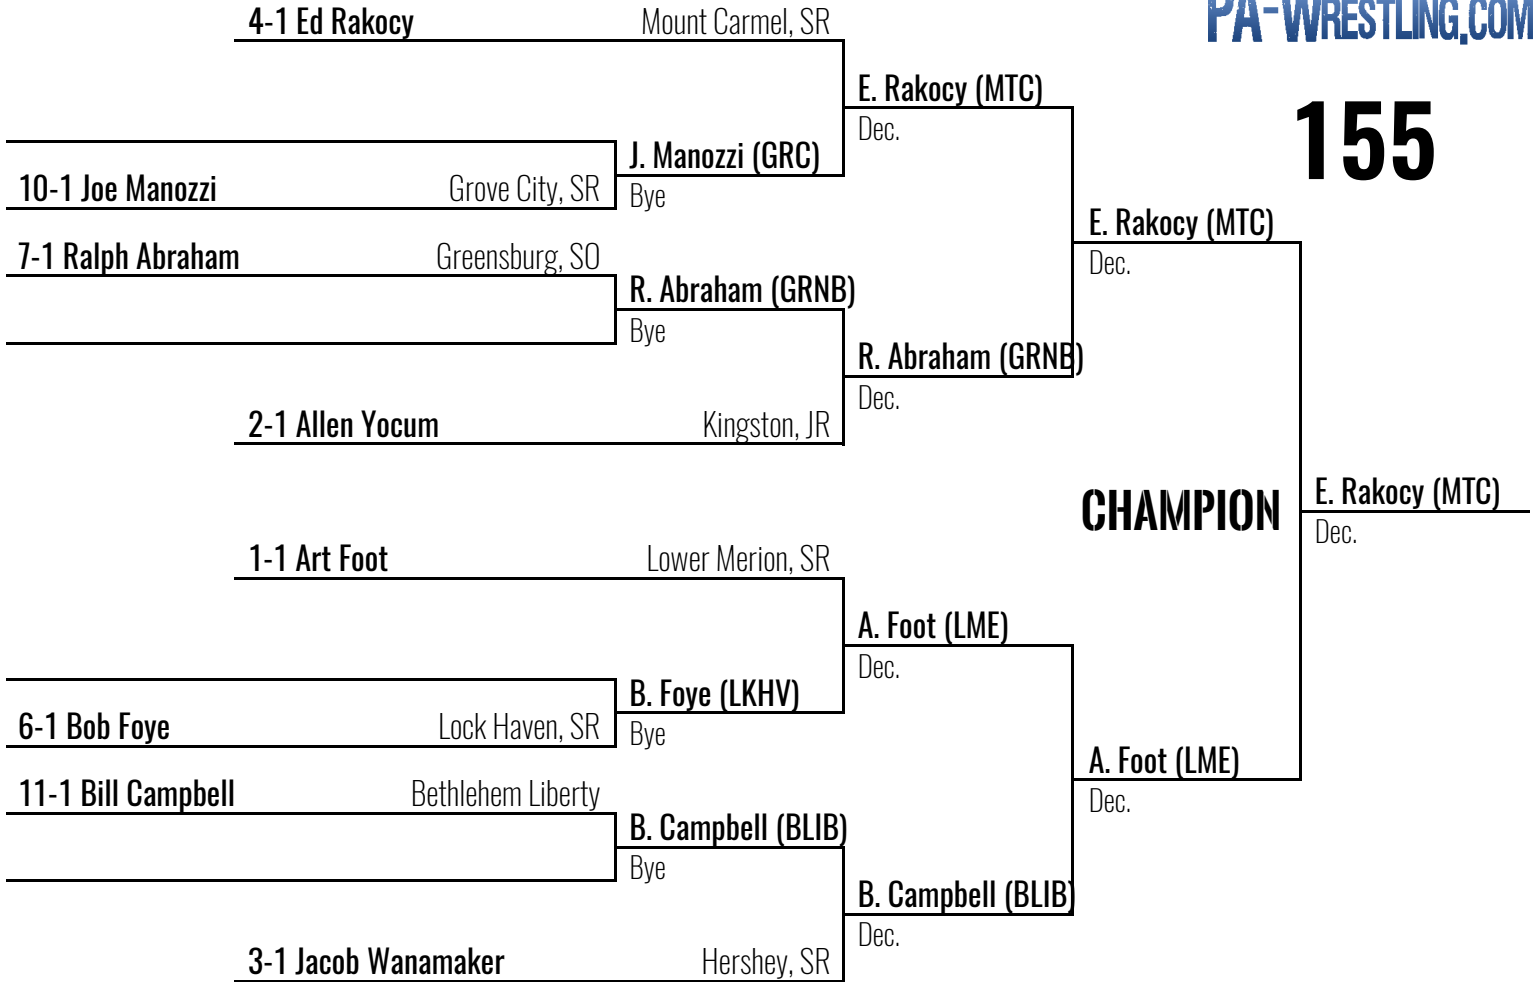 4-1 Ed Rakocy Mount Carmel, SR
PA-WRESTLING.COM
E. Rakocy (MTC)
Dec.
155
J. Manozzi (GRC)
10-1 Joe Manozzi Grove City, SR
Bye
E. Rakocy (MTC)
7-1 Ralph Abraham Greensburg, SO
Dec.
R. Abraham (GRNB)
Bye
R. Abraham (GRNB)
Dec.
2-1 Allen Yocum Kingston, JR
CHAMPION
E. Rakocy (MTC)
Dec.
1-1 Art Foot Lower Merion, SR
A. Foot (LME)
Dec.
B. Foye (LKHV)
6-1 Bob Foye Lock Haven, SR
Bye
A. Foot (LME)
11-1 Bill Campbell Bethlehem Liberty
Dec.
B. Campbell (BLIB)
Bye
B. Campbell (BLIB)
Dec.
3-1 Jacob Wanamaker Hershey, SR